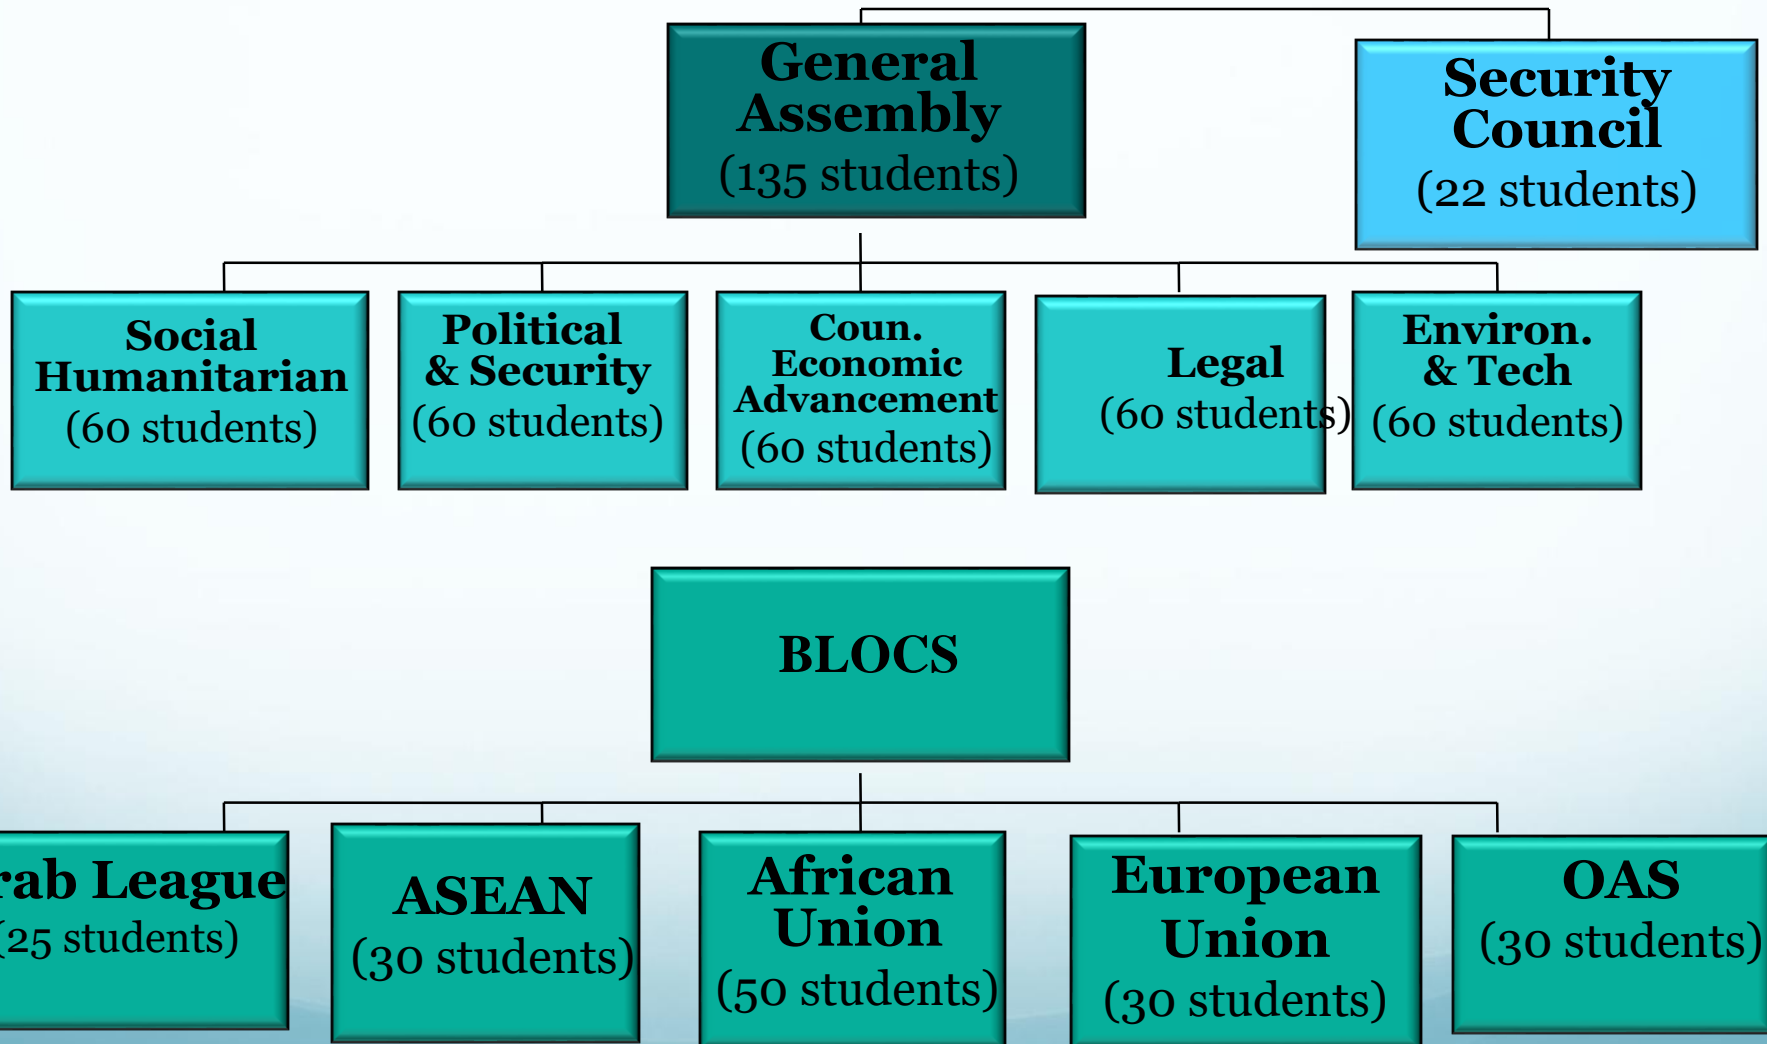 General
Assembly
(135 students)
Security
Council
(22 students)
Social
Humanitarian
(60 students)
Political
& Security
(60 students)
Coun.
Economic
Advancement
(60 students)
Legal
(60 students)
Environ.
& Tech
(60 students)
BLOCS
rab League
(25 students)
ASEAN
(30 students)
African
Union
(50 students)
European
Union
(30 students)
OAS
(30 students)